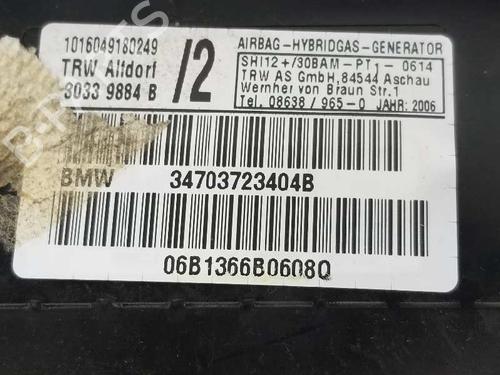 1016049180249
TRW Alldorf
3033 9884 B
/2
AIRBAG-HYBRIDGAS-GENERATOR
SHI12+/30BAM-PT1-0614
TRW AS GmbH,84544 Aschau
Wernher von Braun Str.1
Tel. 08638/965-0 JAHR:2006
BMW 34703723404B
06B1366B0608Q